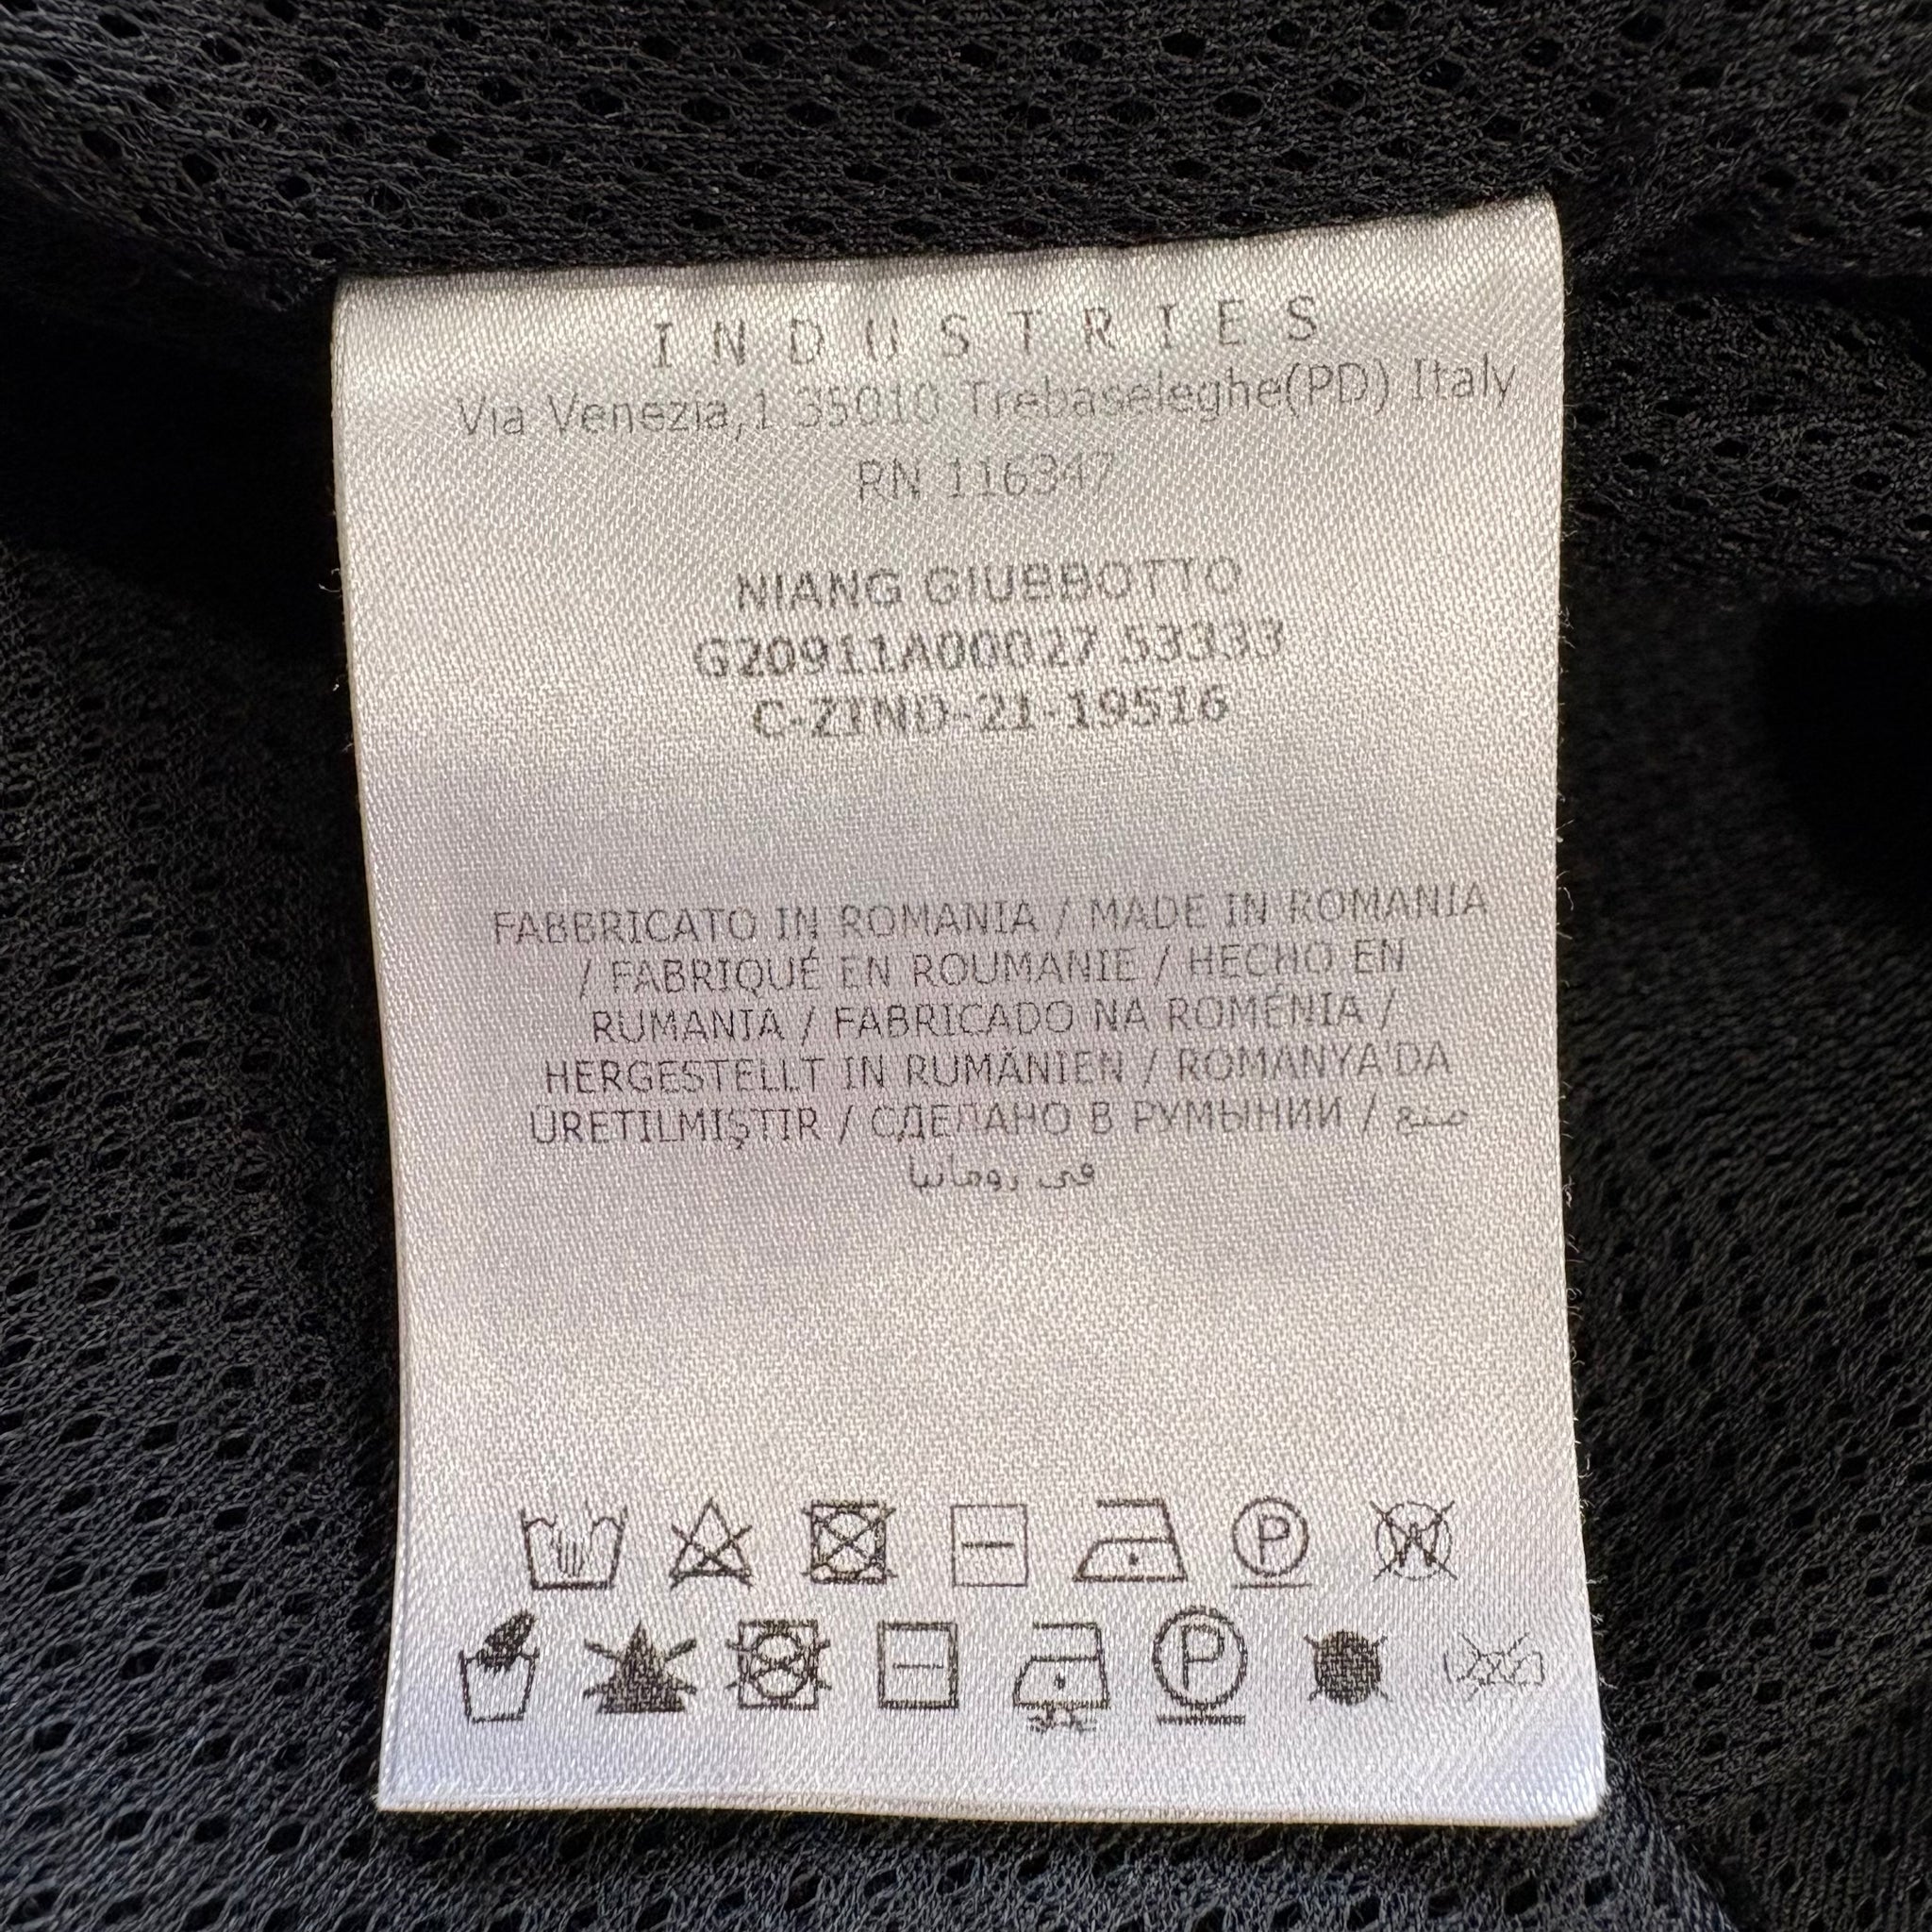 INDUSTRIES
Via Venezia,1 35010 Trebaseleghe(PD) Italy
RN 116347
NIANG GIUBBOTTO
G20911A00027 53333
C-ZIND-21-19516
FABBRICATO IN ROMANIA / MADE IN ROMANIA
/ FABRIQUÉ EN ROUMANIE / HECHO EN
RUMANIA / FABRICADO NA ROMÉNIA /
HERGESTELLT IN RUMÄNIEN / ROMANYA'DA
ÜRETILMIŞTIR / СДЕЛАНО В РУМЫНИИ / صنع
في رومانيا
P W
P